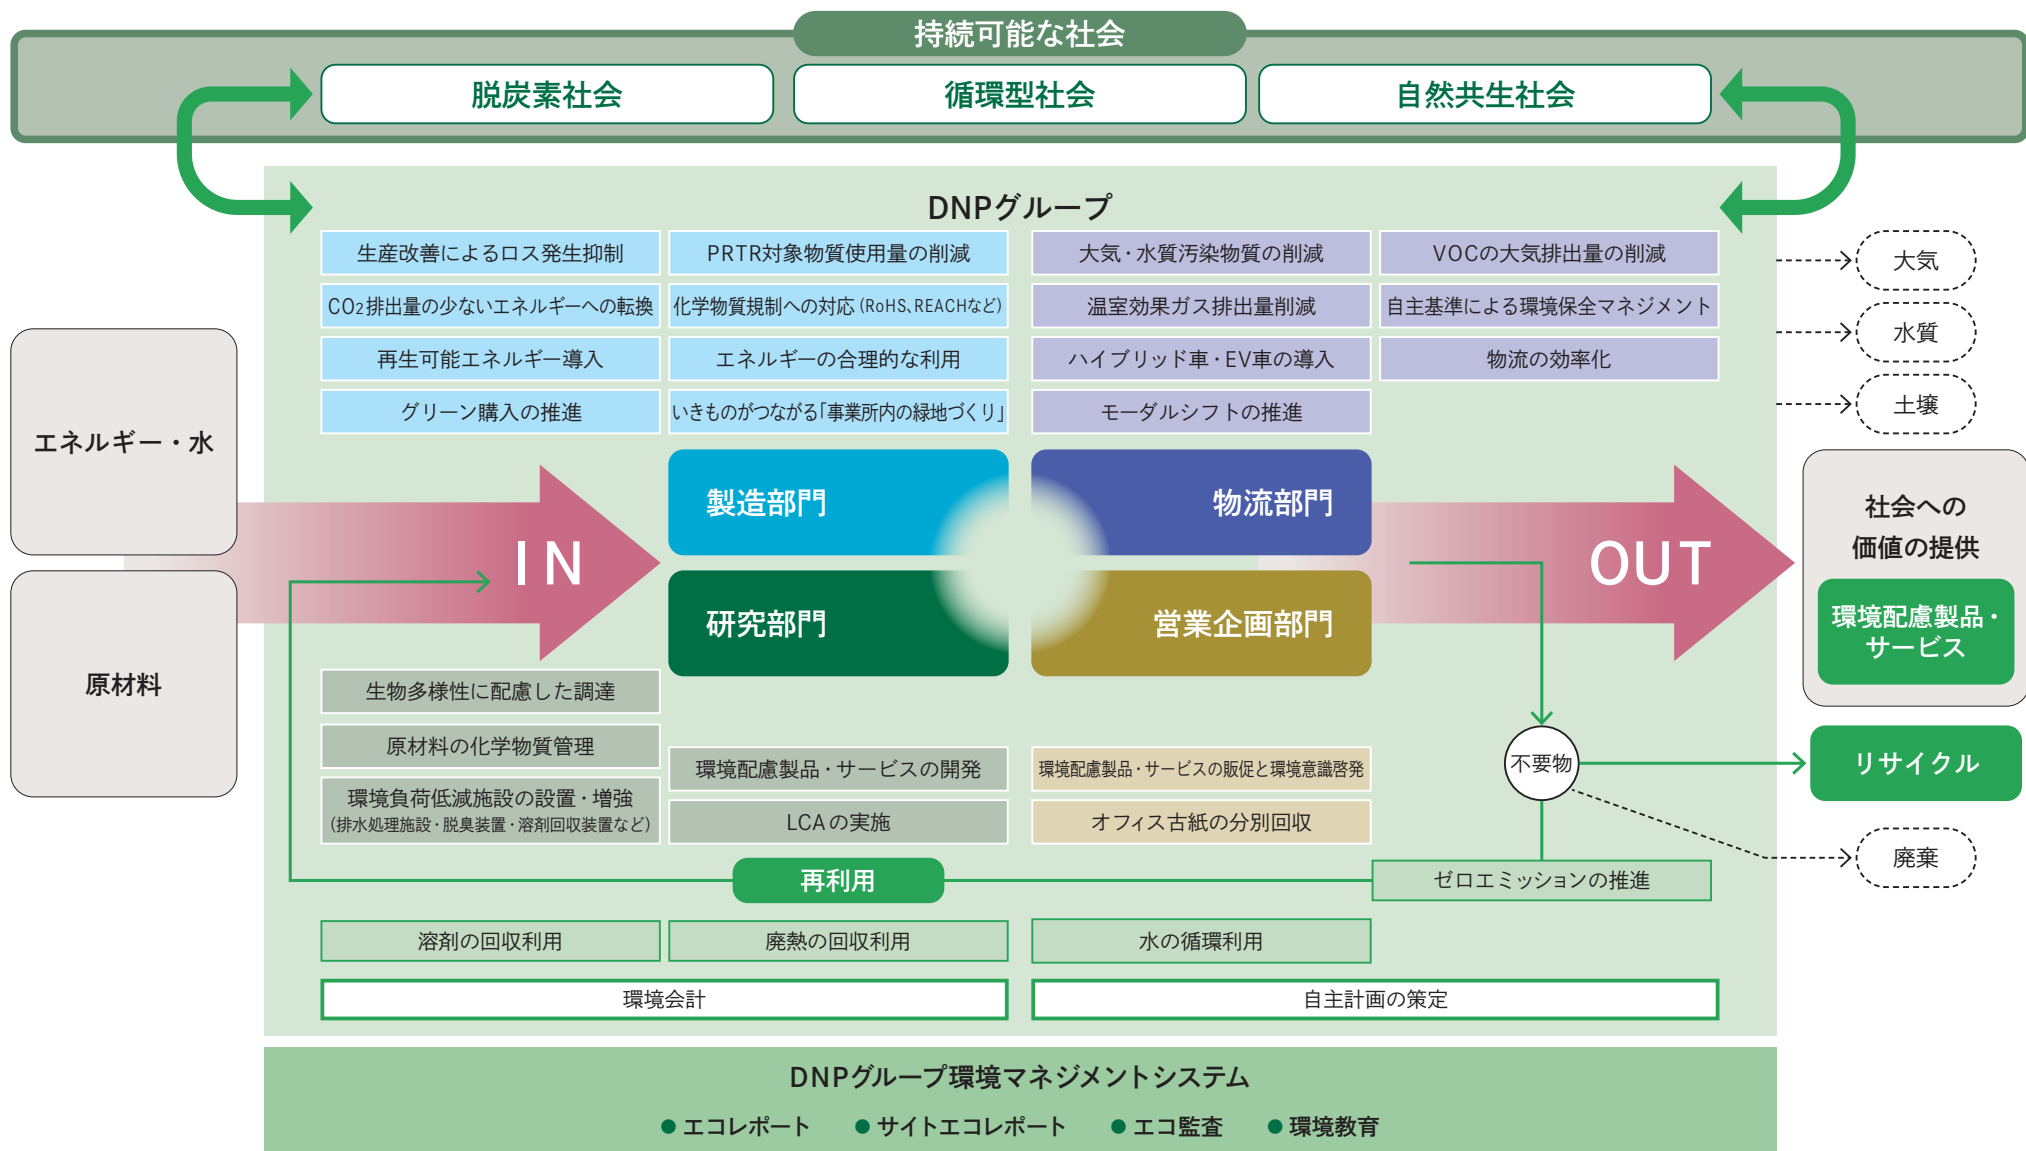 持続可能な社会
脱炭素社会
循環型社会
自然共生社会
DNPグループ
生産改善によるロス発生抑制
PRTR対象物質使用量の削減
大気・水質汚染物質の削減
VOCの大気排出量の削減
CO2排出量の少ないエネルギーへの転換
化学物質規制への対応（RoHS、REACHなど）
温室効果ガス排出量削減
自主基準による環境保全マネジメント
再生可能エネルギー導入
エネルギーの合理的な利用
ハイブリッド車・EV車の導入
物流の効率化
グリーン購入の推進
いきものがつながる「事業所内の緑地づくり」
モーダルシフトの推進
大気
水質
土壌
エネルギー・水
原材料
IN
製造部門
物流部門
研究部門
営業企画部門
OUT
社会への
価値の提供
環境配慮製品・
サービス
生物多様性に配慮した調達
原材料の化学物質管理
環境負荷低減施設の設置・増強
（排水処理施設・脱臭装置・溶剤回収装置など）
環境配慮製品・サービスの開発
LCAの実施
環境配慮製品・サービスの販促と環境意識啓発
オフィス古紙の分別回収
不要物
リサイクル
廃棄
再利用
ゼロエミッションの推進
溶剤の回収利用
廃熱の回収利用
水の循環利用
環境会計
自主計画の策定
DNPグループ環境マネジメントシステム
●エコレポート ●サイトエコレポート ●エコ監査 ●環境教育